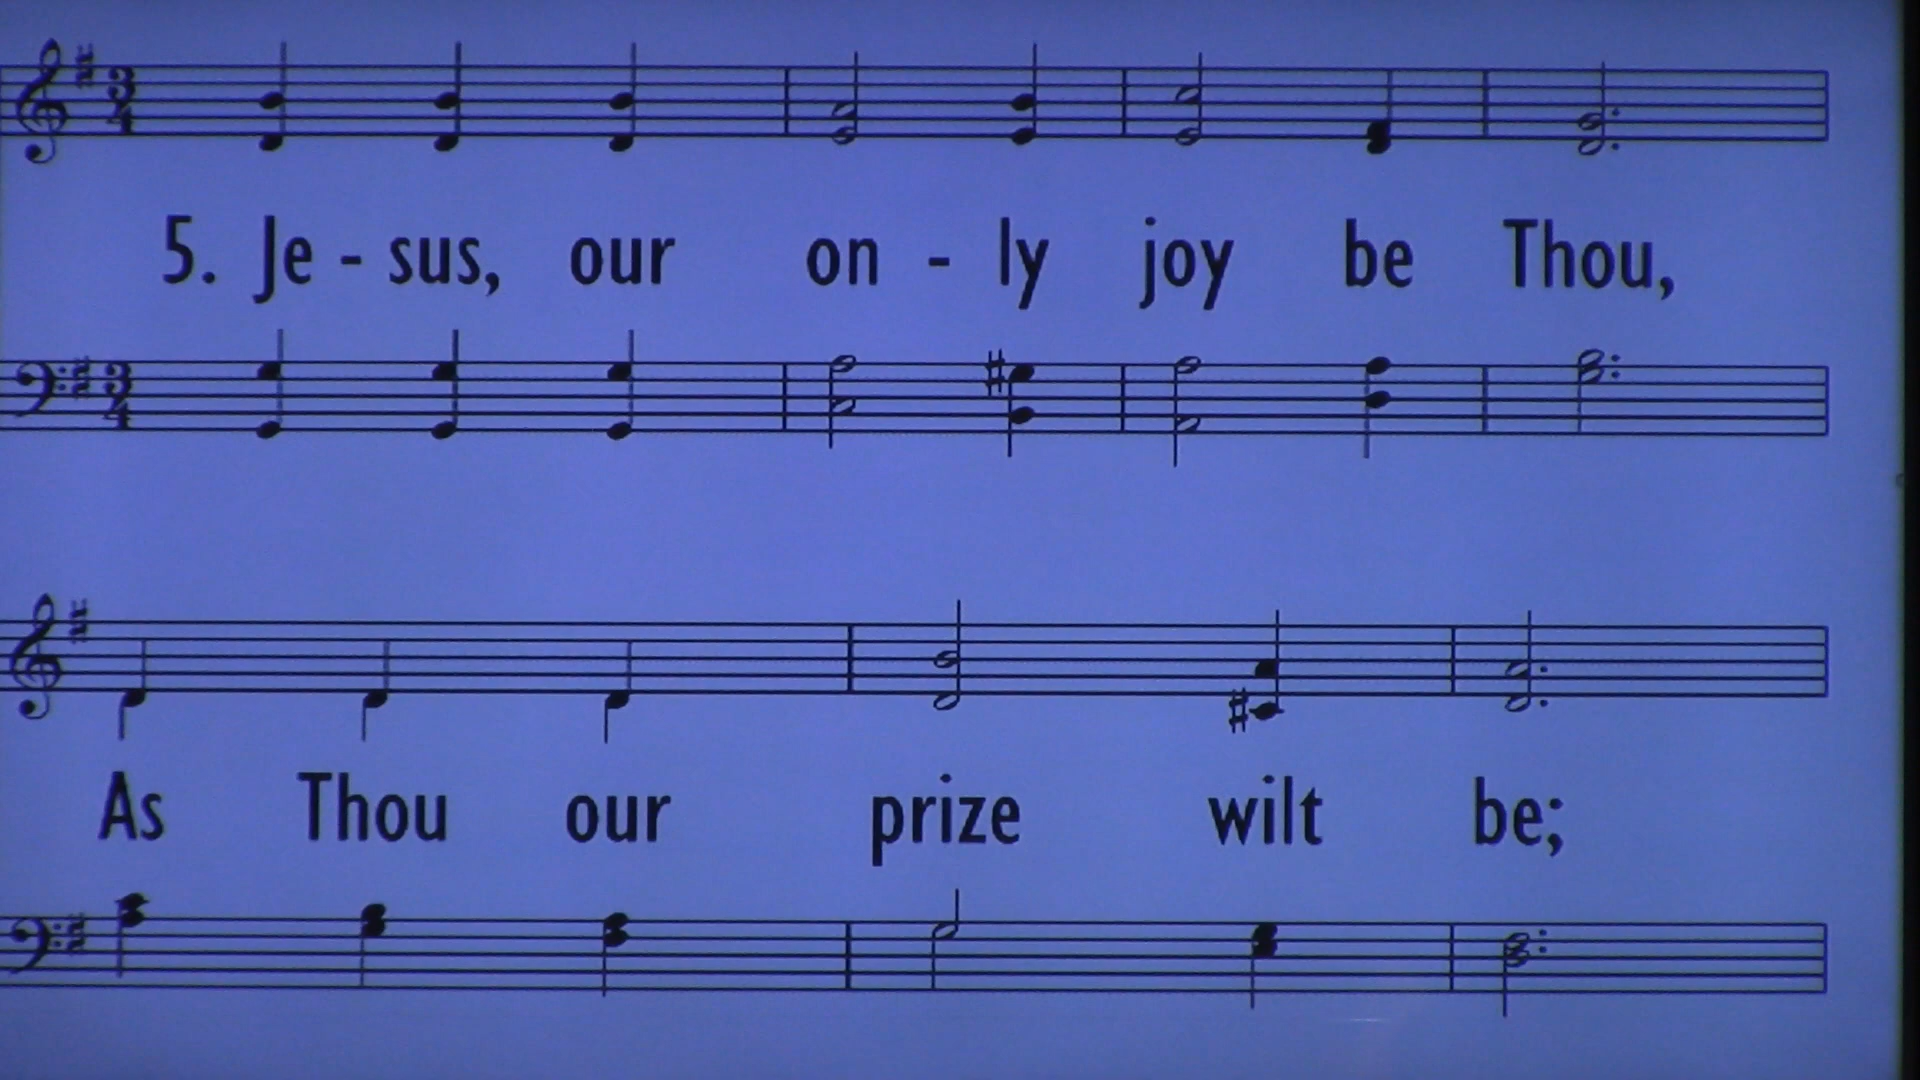 5. Je - sus, our on - ly joy be Thou,
As Thou our prize wilt be;